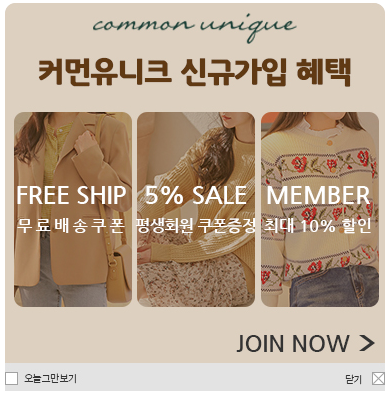 common unique
커먼유니크 신규가입 혜택
FREE SHIP
무료배송쿠폰
5% SALE
평생회원 쿠폰증정
MEMBER
최대 10% 할인
JOIN NOW >
오늘그만보기
닫기